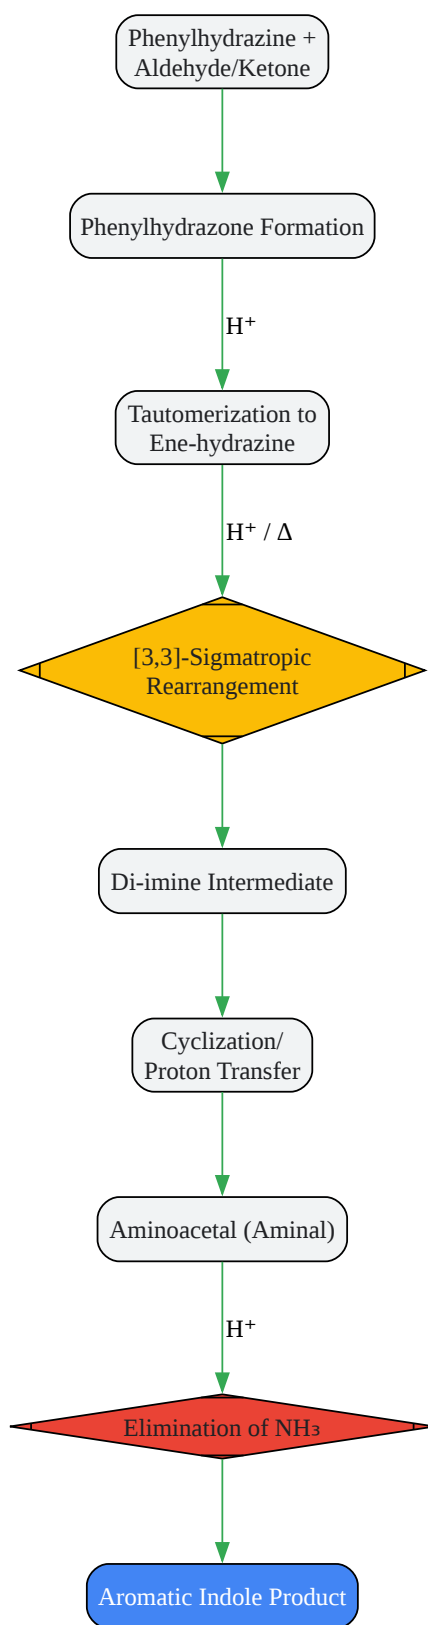 Phenylhydrazine +
Aldehyde/Ketone
Phenylhydrazone Formation
H⁺
Tautomerization to
Ene-hydrazine
H⁺ / Δ
[3,3]-Sigmatropic
Rearrangement
Di-imine Intermediate
Cyclization/
Proton Transfer
Aminoacetal (Aminal)
H⁺
Elimination of NH₃
Aromatic Indole Product